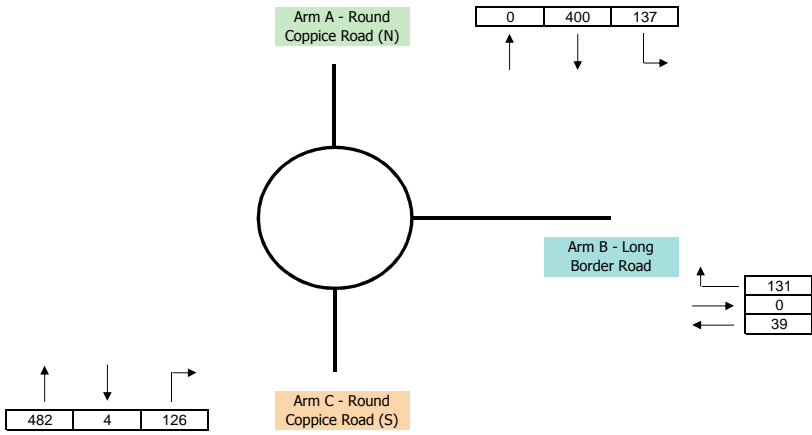 Arm A - Round
Coppice Road (N)
0 400 137
Arm B - Long
Border Road
131
0
39
Arm C - Round
Coppice Road (S)
482 4 126